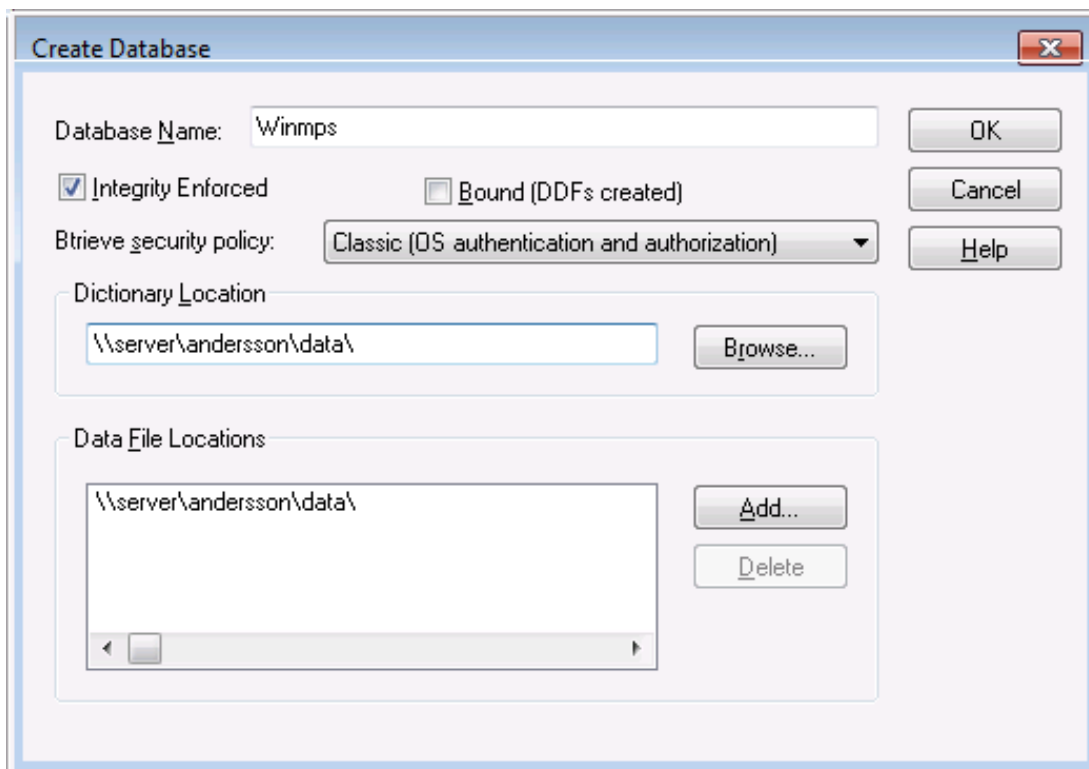 Create Database
Database Name: Winmps OK
Integrity Enforced Bound (DDFs created) Cancel
Btrieve security policy: Classic (OS authentication and authorization) Help
Dictionary Location
\\server\andersson\data\ Browse...
Data File Locations
\\server\andersson\data\ Add...
Delete